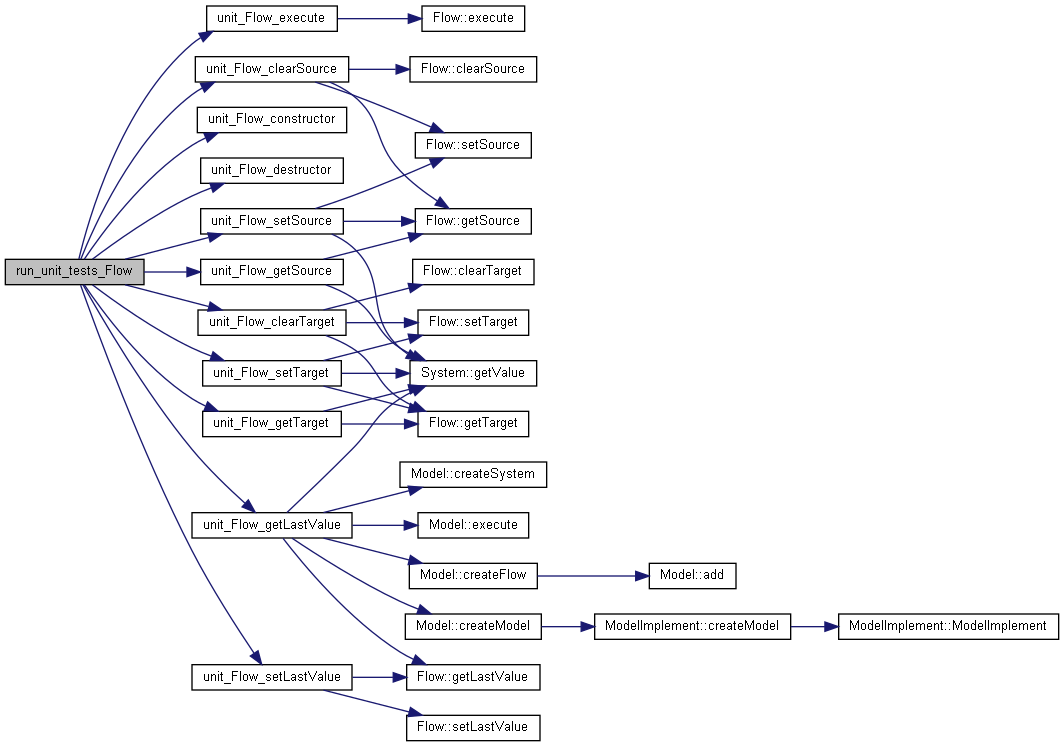 unit_Flow_execute
Flow::execute
unit_Flow_clearSource
Flow::clearSource
unit_Flow_constructor
Flow::setSource
unit_Flow_destructor
unit_Flow_setSource
Flow::getSource
run_unit_tests_Flow
unit_Flow_getSource
Flow::clearTarget
unit_Flow_clearTarget
Flow::setTarget
unit_Flow_setTarget
System::getValue
unit_Flow_getTarget
Flow::getTarget
Model::createSystem
unit_Flow_getLastValue
Model::execute
Model::createFlow
Model::add
Model::createModel
ModelImplement::createModel
ModelImplement::ModelImplement
unit_Flow_setLastValue
Flow::getLastValue
Flow::setLastValue